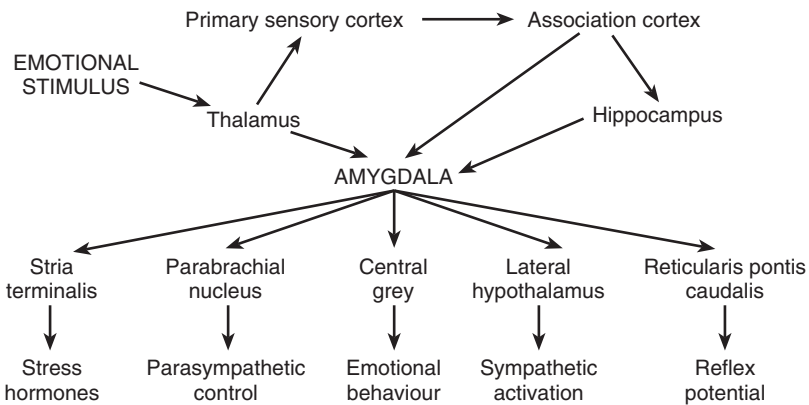 Primary sensory cortex
Association cortex
EMOTIONAL
STIMULUS
Thalamus
Hippocampus
AMYGDALA
Stria
terminalis
Parabrachial
nucleus
Central
grey
Lateral
hypothalamus
Reticularis pontis
caudalis
Stress
hormones
Parasympathetic
control
Emotional
behaviour
Sympathetic
activation
Reflex
potential